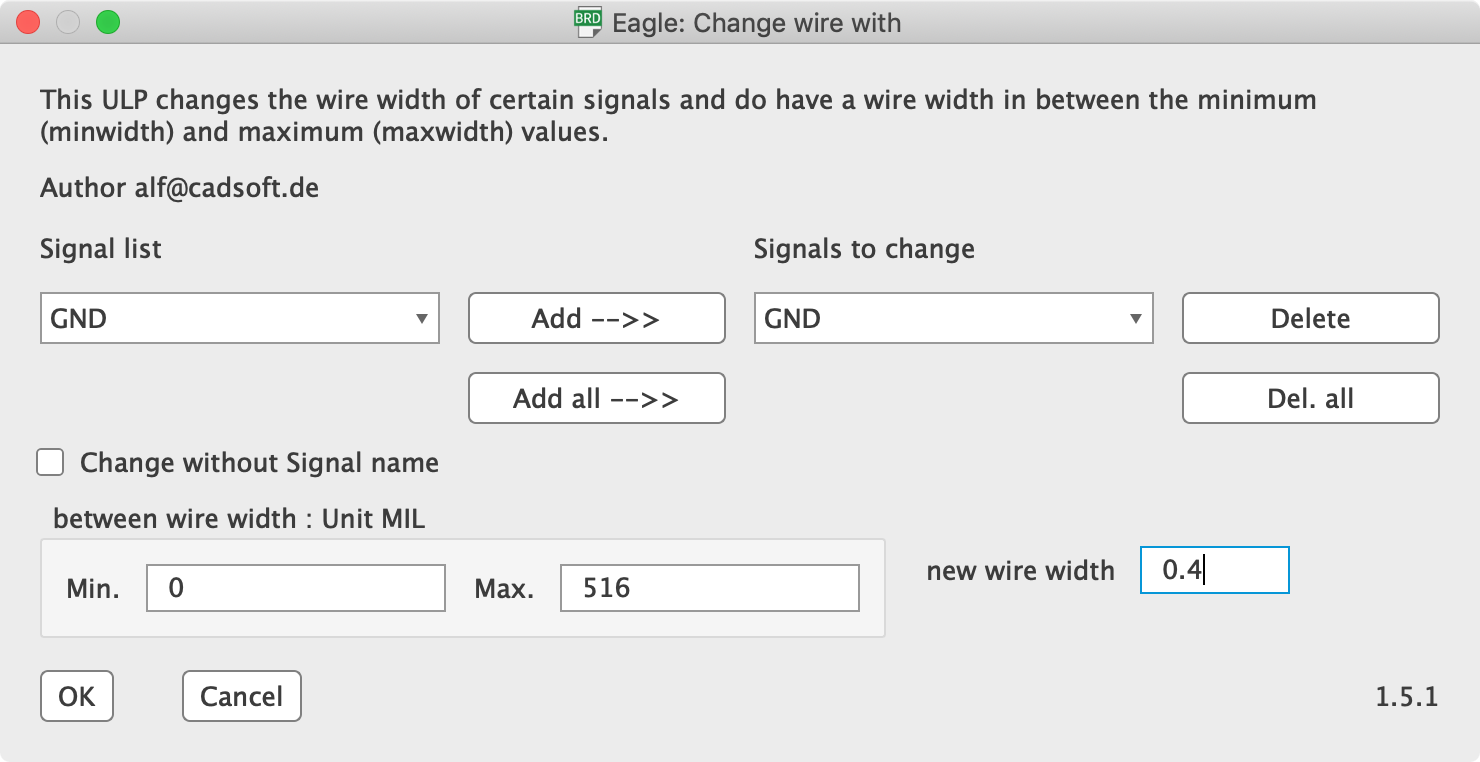 BRD Eagle: Change wire with
This ULP changes the wire width of certain signals and do have a wire width in between the minimum
(minwidth) and maximum (maxwidth) values.
Author alf@cadsoft.de
Signal list
Signals to change
GND
Add -->>
GND
Delete
Add all -->>
Del. all
Change without Signal name
between wire width : Unit MIL
Min. 0 Max. 516
new wire width 0.4
OK
Cancel
1.5.1